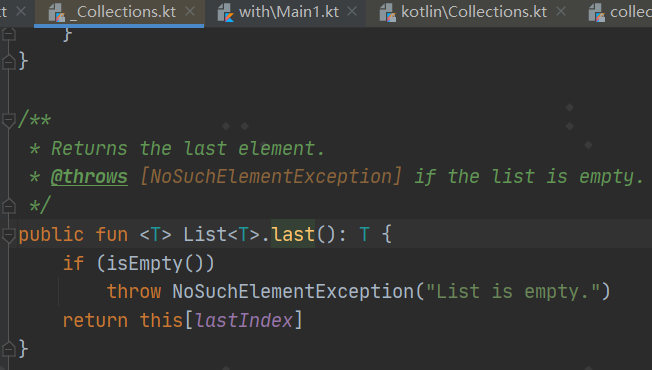 _Collections.kt with\Main1.kt kotlin\Collections.kt
}
}
/**
* Returns the last element.
* @throws [NoSuchElementException] if the list is empty.
*/
public fun <T> List<T>.last(): T {
if (isEmpty())
throw NoSuchElementException("List is empty.")
return this[lastIndex]
}